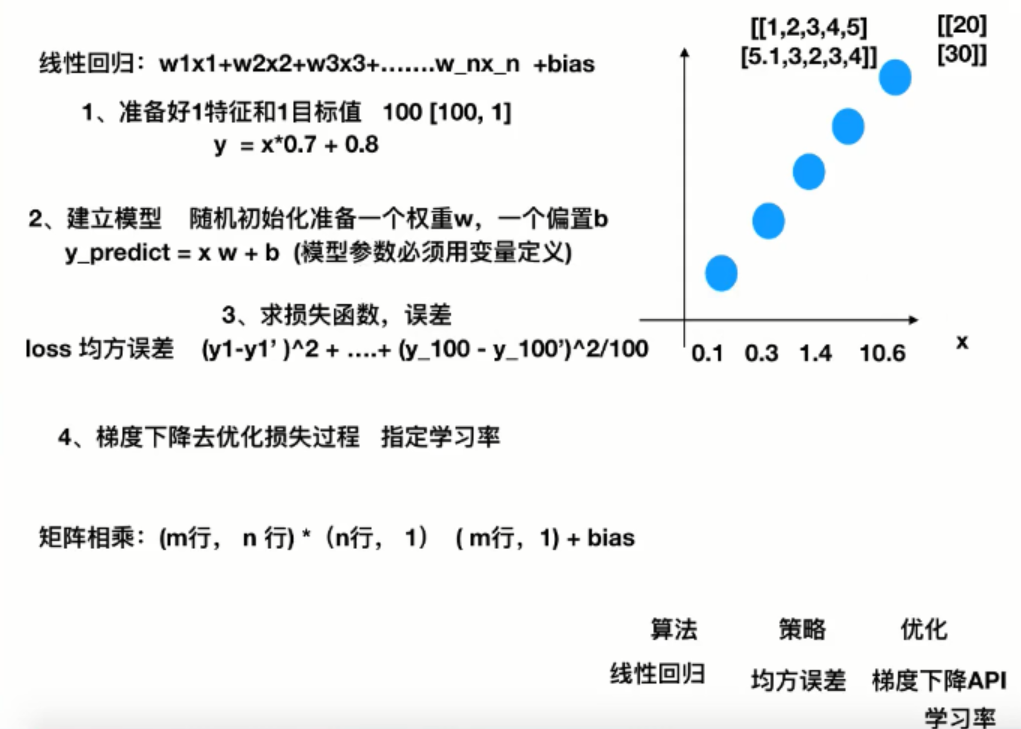 [[1,2,3,4,5]
[[20]
[5.1,3,2,3,4]]
[30]]
线性回归：w1x1+w2x2+w3x3+.......w_nx_n +bias
1、准备好1特征和1目标值 100 [100, 1]
y = x*0.7 + 0.8
2、建立模型 随机初始化准备一个权重w，一个偏置b
y_predict = x w + b (模型参数必须用变量定义)
3、求损失函数，误差
loss 均方误差 (y1-y1’ )^2 + ....+ (y_100 - y_100’)^2/100
0.1 0.3 1.4 10.6
x
4、梯度下降去优化损失过程 指定学习率
矩阵相乘：(m行， n 行) *（n行， 1） ( m行，1) + bias
算法 策略 优化
线性回归 均方误差 梯度下降API
学习率